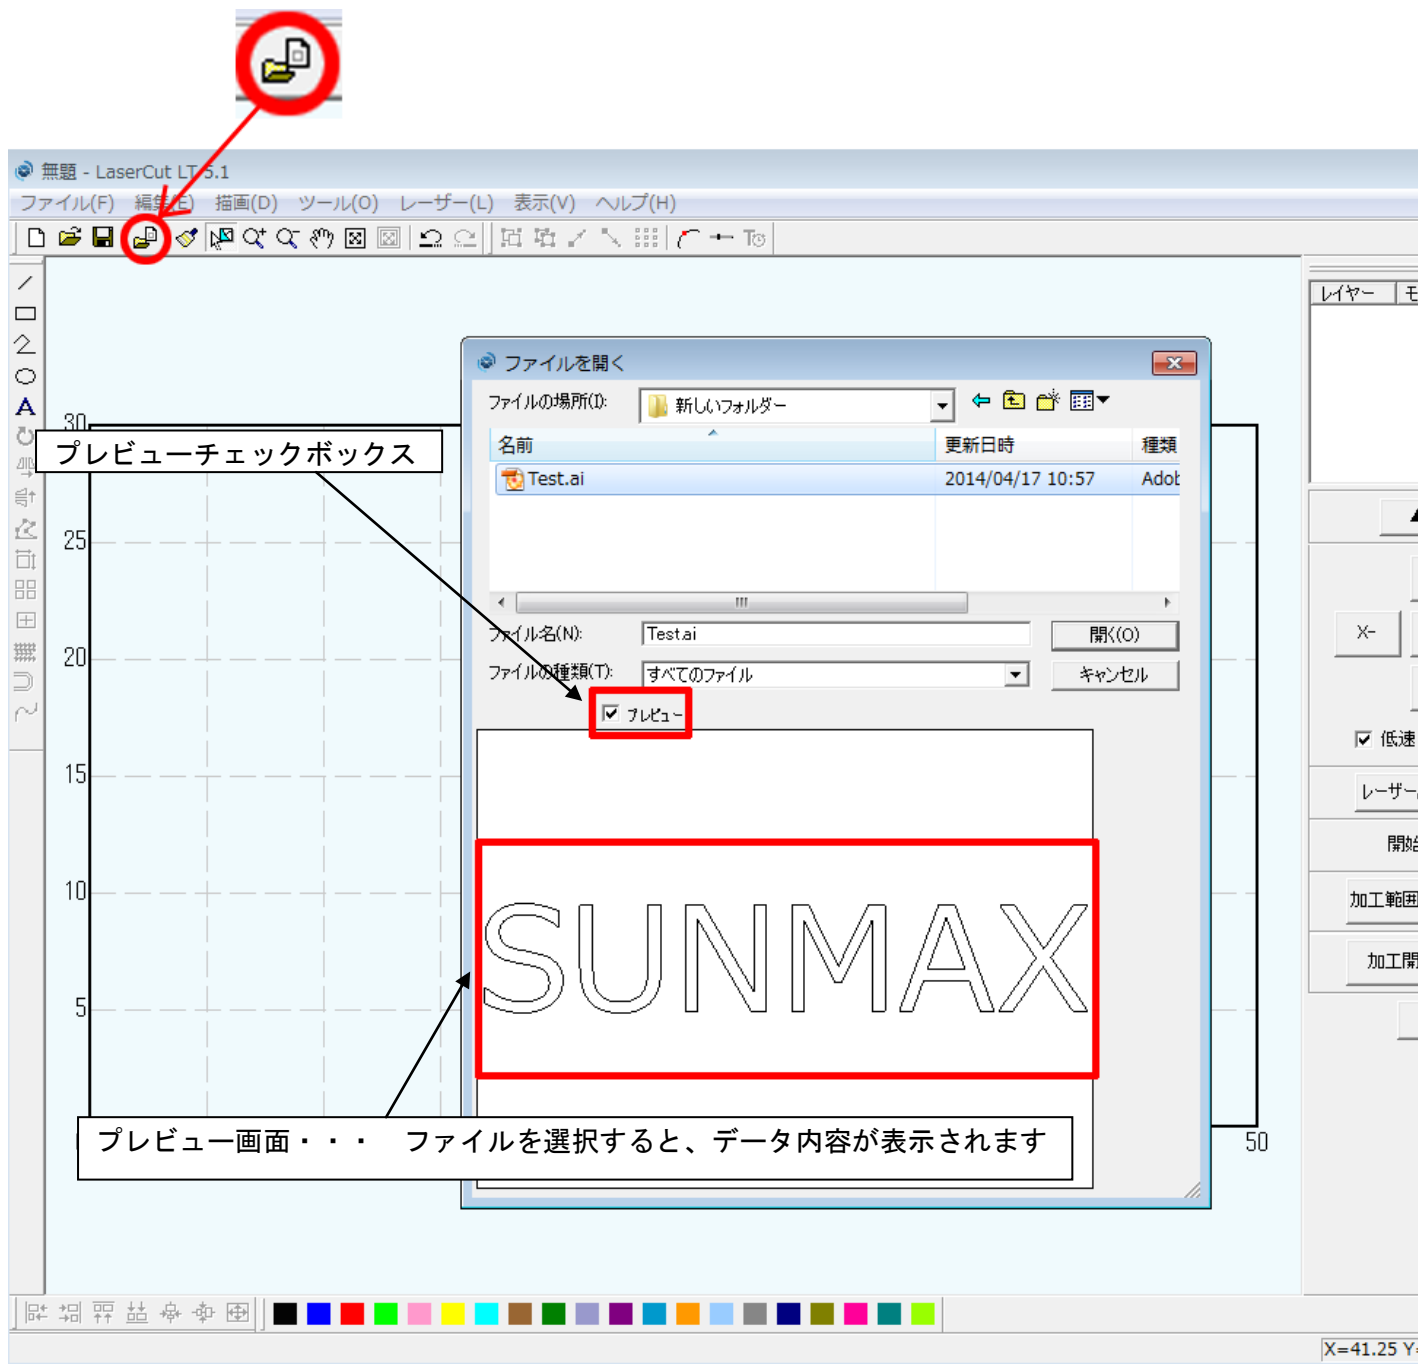 無題 - LaserCut LT 5.1
ファイル(F) 編集(E) 描画(D) ツール(O) レーザー(L) 表示(V) ヘルプ(H)
レイヤー
ファイルを開く
ファイルの場所(I):
新しいフォルダー
名前
更新日時
種類
Test.ai
2014/04/17 10:57
プレビューチェックボックス
ファイル名(N):
Test.ai
開く(O)
ファイルの種類(T):
すべてのファイル
キャンセル
プレビュー
SUNMAX
プレビュー画面・・・ ファイルを選択すると、データ内容が表示されます
30
25
20
15
10
5
50
X-
低速
レーザー
開始
加工範囲
加工開
X=41.25 Y=